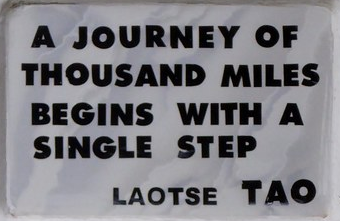 A JOURNEY OF
THOUSAND MILES
BEGINS WITH A
SINGLE STEP
LAOTSE TAO